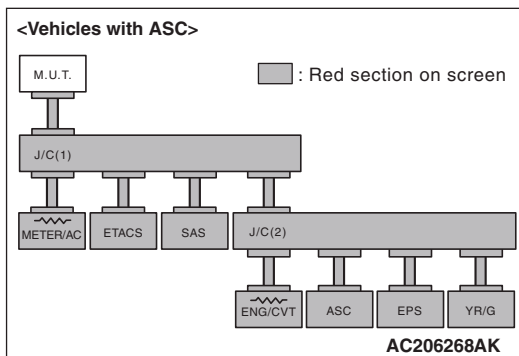 <Vehicles with ASC>
M.U.T.
: Red section on screen
J/C(1)
METER/AC ETACS SAS J/C(2)
ENG/CVT ASC EPS YR/G
AC206268AK